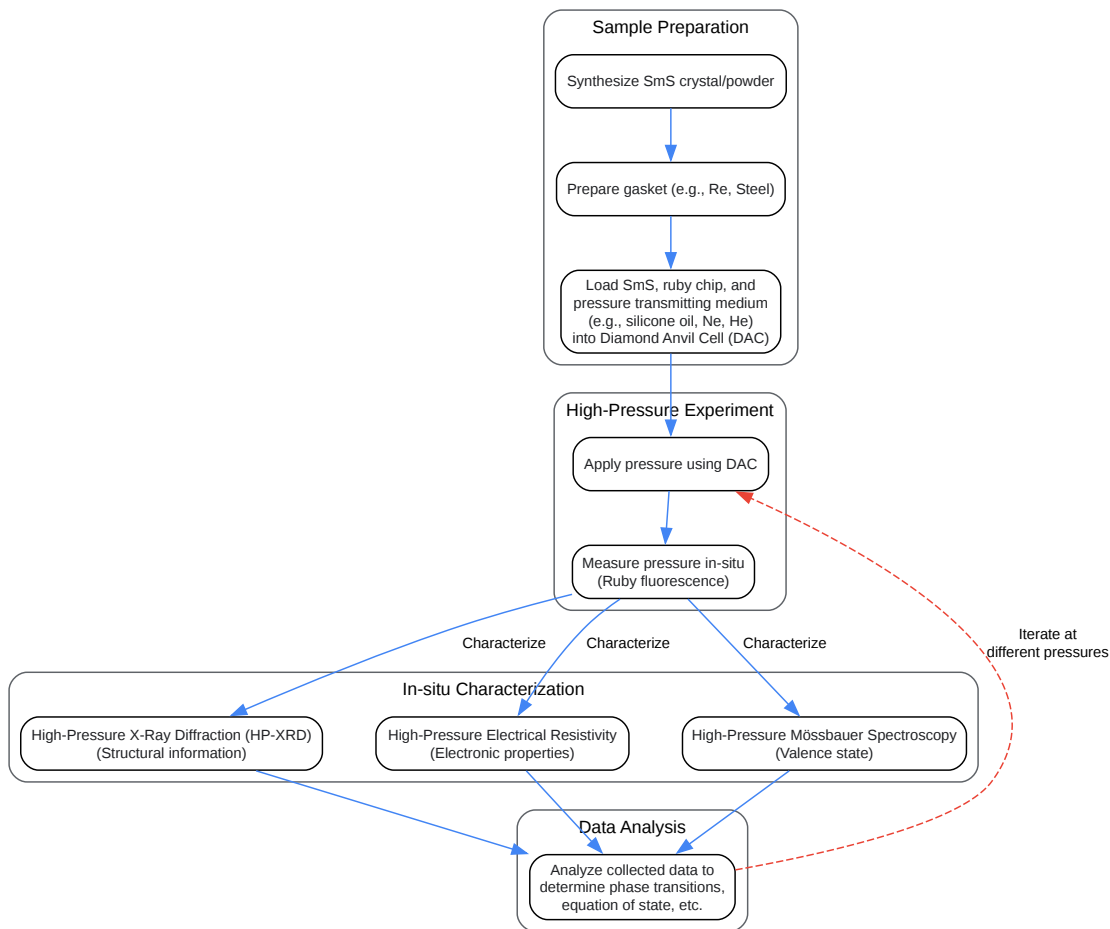 Sample Preparation
Synthesize SmS crystal/powder
Prepare gasket (e.g., Re, Steel)
Load SmS, ruby chip, and
pressure transmitting medium
(e.g., silicone oil, Ne, He)
into Diamond Anvil Cell (DAC)
High-Pressure Experiment
Apply pressure using DAC
Measure pressure in-situ
(Ruby fluorescence)
Characterize
Characterize
Characterize
Iterate at
different pressures
In-situ Characterization
High-Pressure X-Ray Diffraction (HP-XRD)
(Structural information)
High-Pressure Electrical Resistivity
(Electronic properties)
High-Pressure Mössbauer Spectroscopy
(Valence state)
Data Analysis
Analyze collected data to
determine phase transitions,
equation of state, etc.